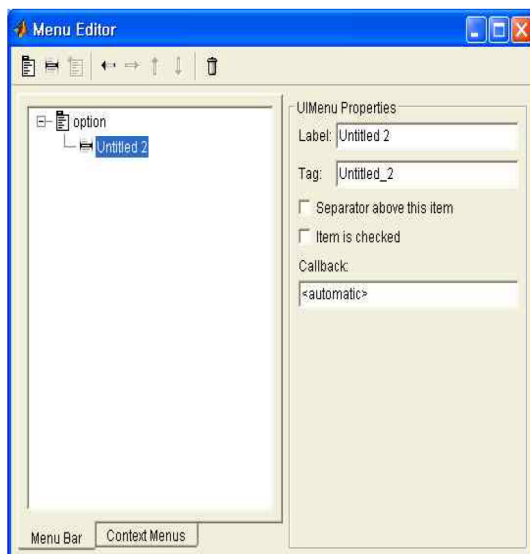 Menu Editor
option
Untitled 2
UIMenu Properties
Label: Untitled 2
Tag: Untitled_2
Separator above this item
Item is checked
Callback:
<automatic>
Menu Bar
Context Menus